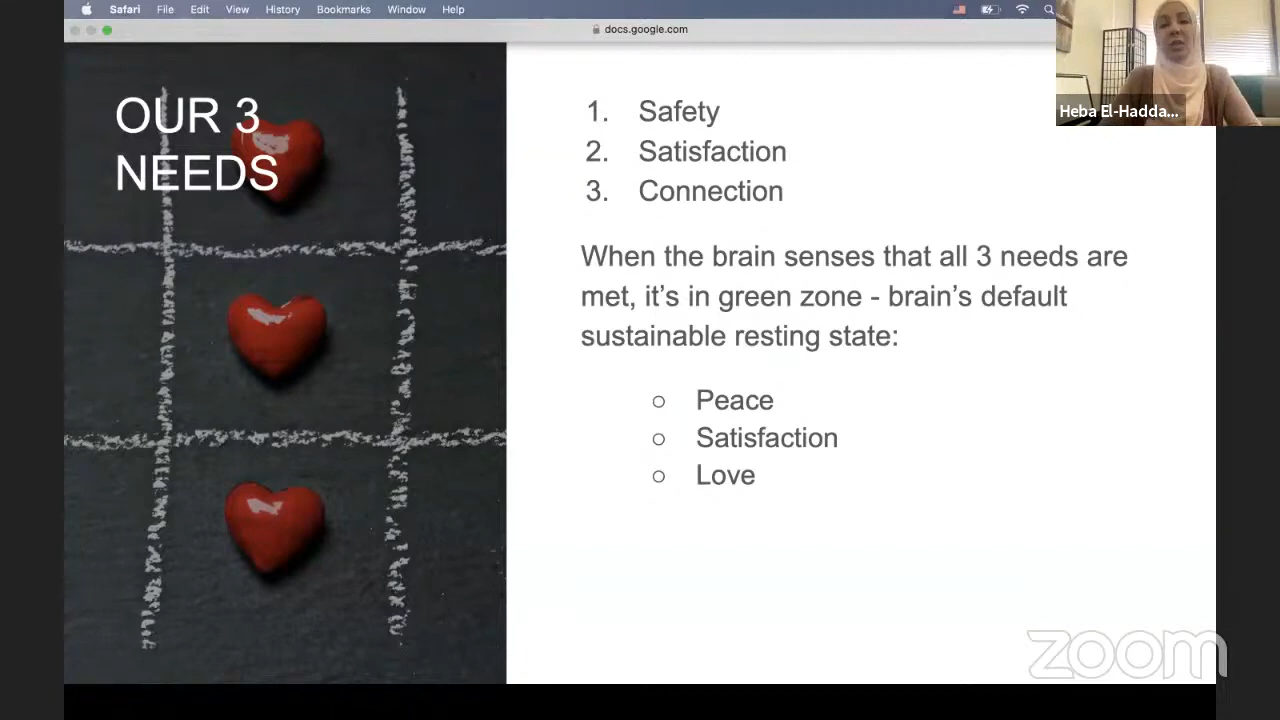 Safari File Edit View History Bookmarks Window Help
docs.google.com
Heba El-Hadda...
OUR 3
NEEDS
1. Safety
2. Satisfaction
3. Connection
When the brain senses that all 3 needs are
met, it's in green zone - brain's default
sustainable resting state:
○ Peace
○ Satisfaction
○ Love
zoom